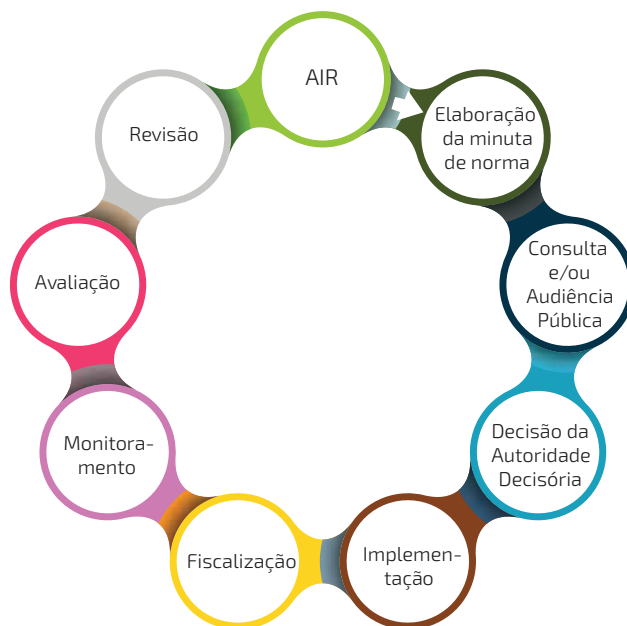 AIR
Elaboração
da minuta
de norma
Consulta
e/ou
Audiência
Pública
Decisão da
Autoridade
Decisória
Implemen-
tação
Fiscalização
Monitora-
mento
Avaliação
Revisão